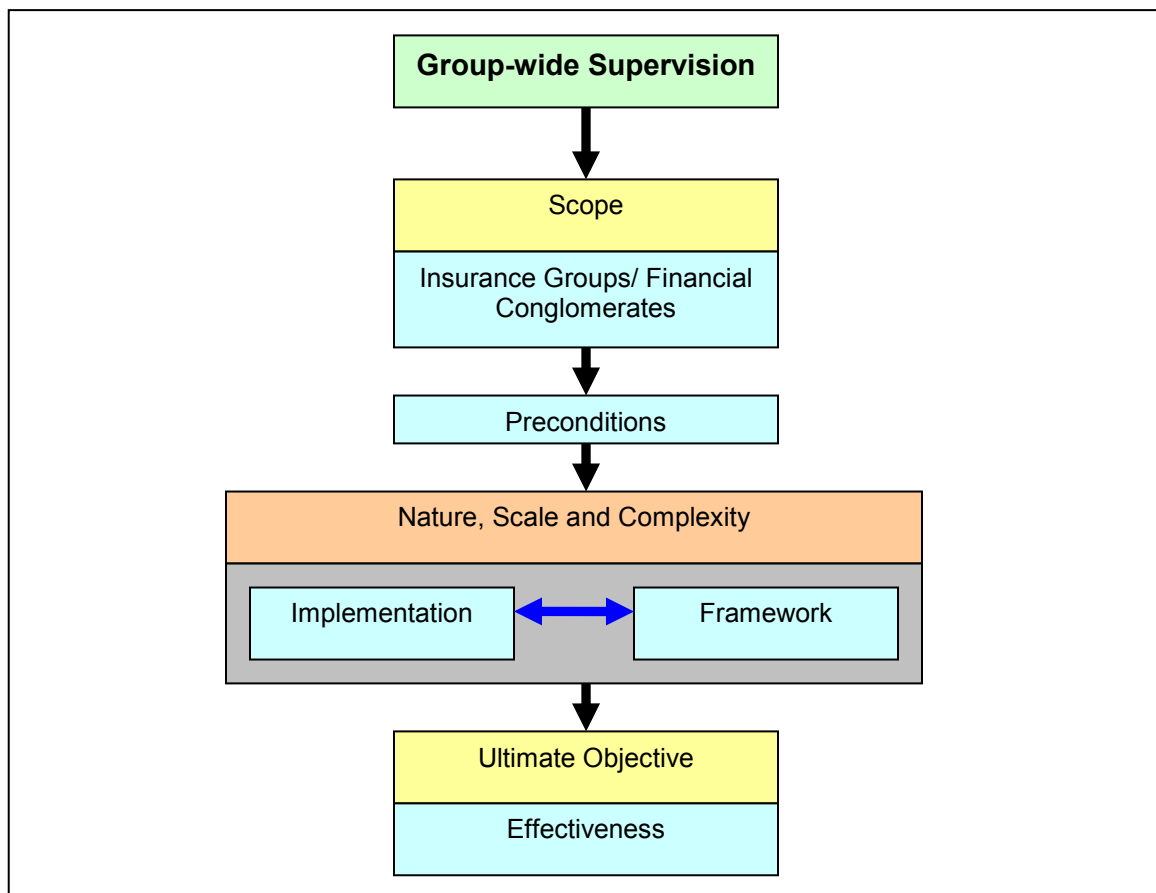 Group-wide Supervision
Scope
Insurance Groups/ Financial
Conglomerates
Preconditions
Nature, Scale and Complexity
Implementation
Framework
Ultimate Objective
Effectiveness